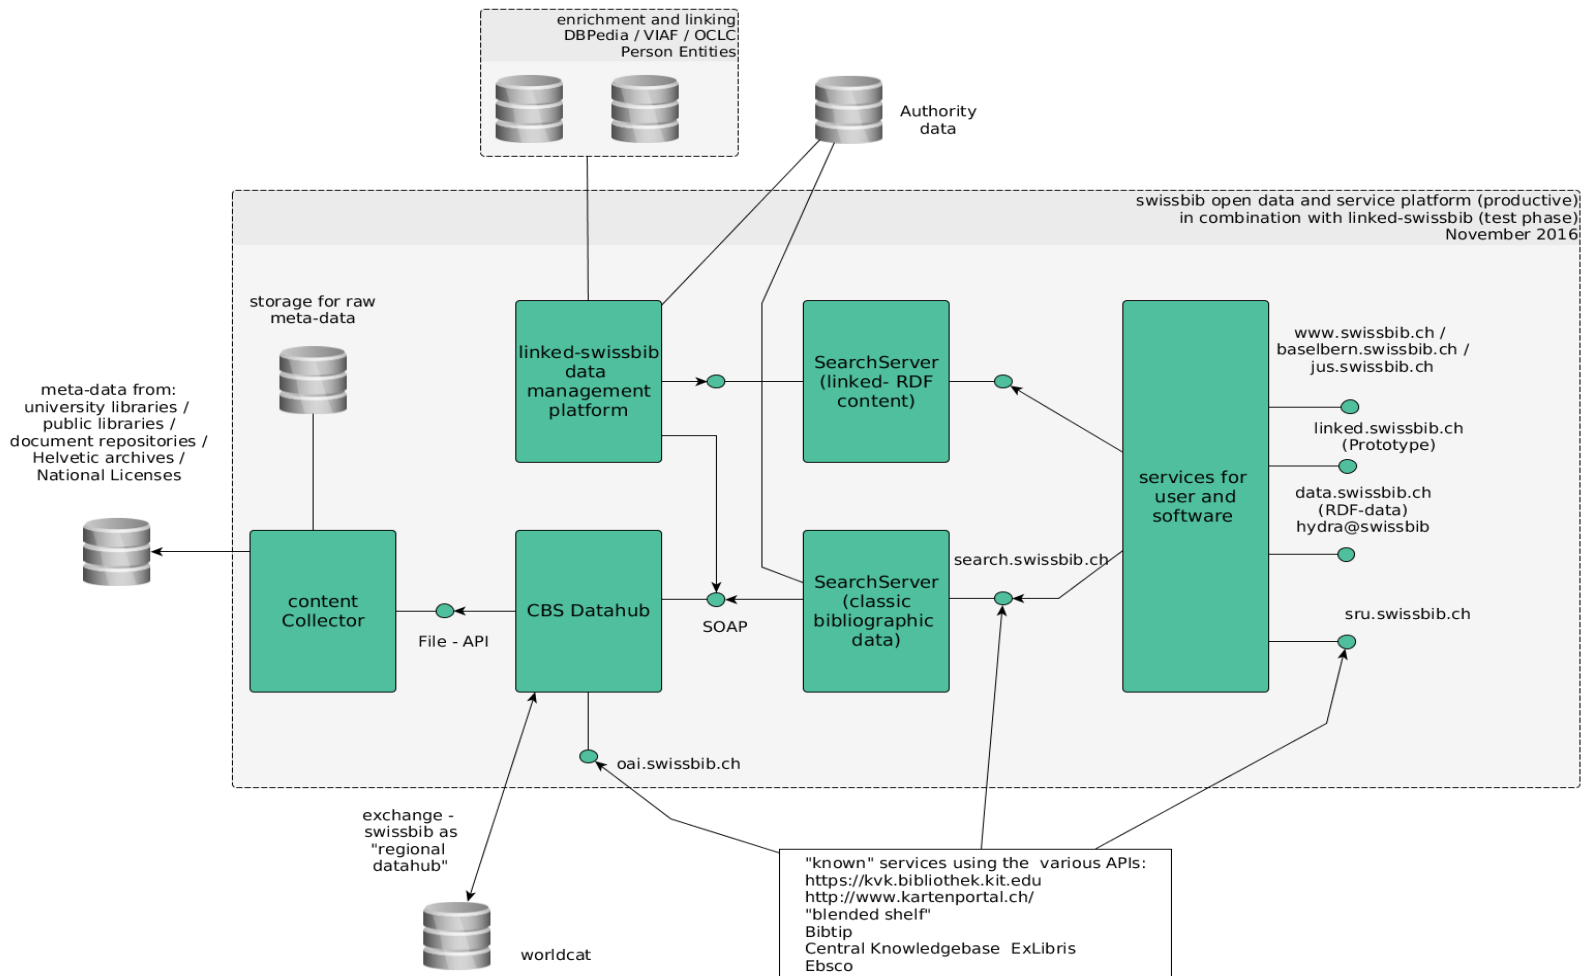 enrichment and linking
DBPedia / VIAF / OCLC
Person Entities
Authority
data
swissbib open data and service platform (productive)
in combination with linked-swissbib (test phase)
November 2016
storage for raw
meta-data
meta-data from:
university libraries /
public libraries /
document repositories /
Helvetic archives /
National Licenses
linked-swissbib
data
management
platform
SearchServer
(linked- RDF
content)
services for
user and
software
www.swissbib.ch /
baselbern.swissbib.ch /
jus.swissbib.ch
linked.swissbib.ch
(Prototype)
data.swissbib.ch
(RDF-data)
hydra@swissbib
sru.swissbib.ch
content
Collector
File - API
CBS Datahub
SOAP
SearchServer
(classic
bibliographic
data)
search.swissbib.ch
oai.swissbib.ch
exchange -
swissbib as
"regional
datahub"
worldcat
"known" services using the  various APIs:
https://kvk.bibliothek.kit.edu
http://www.kartenportal.ch/
"blended shelf"
Bibtip
Central Knowledgebase  ExLibris
Ebsco